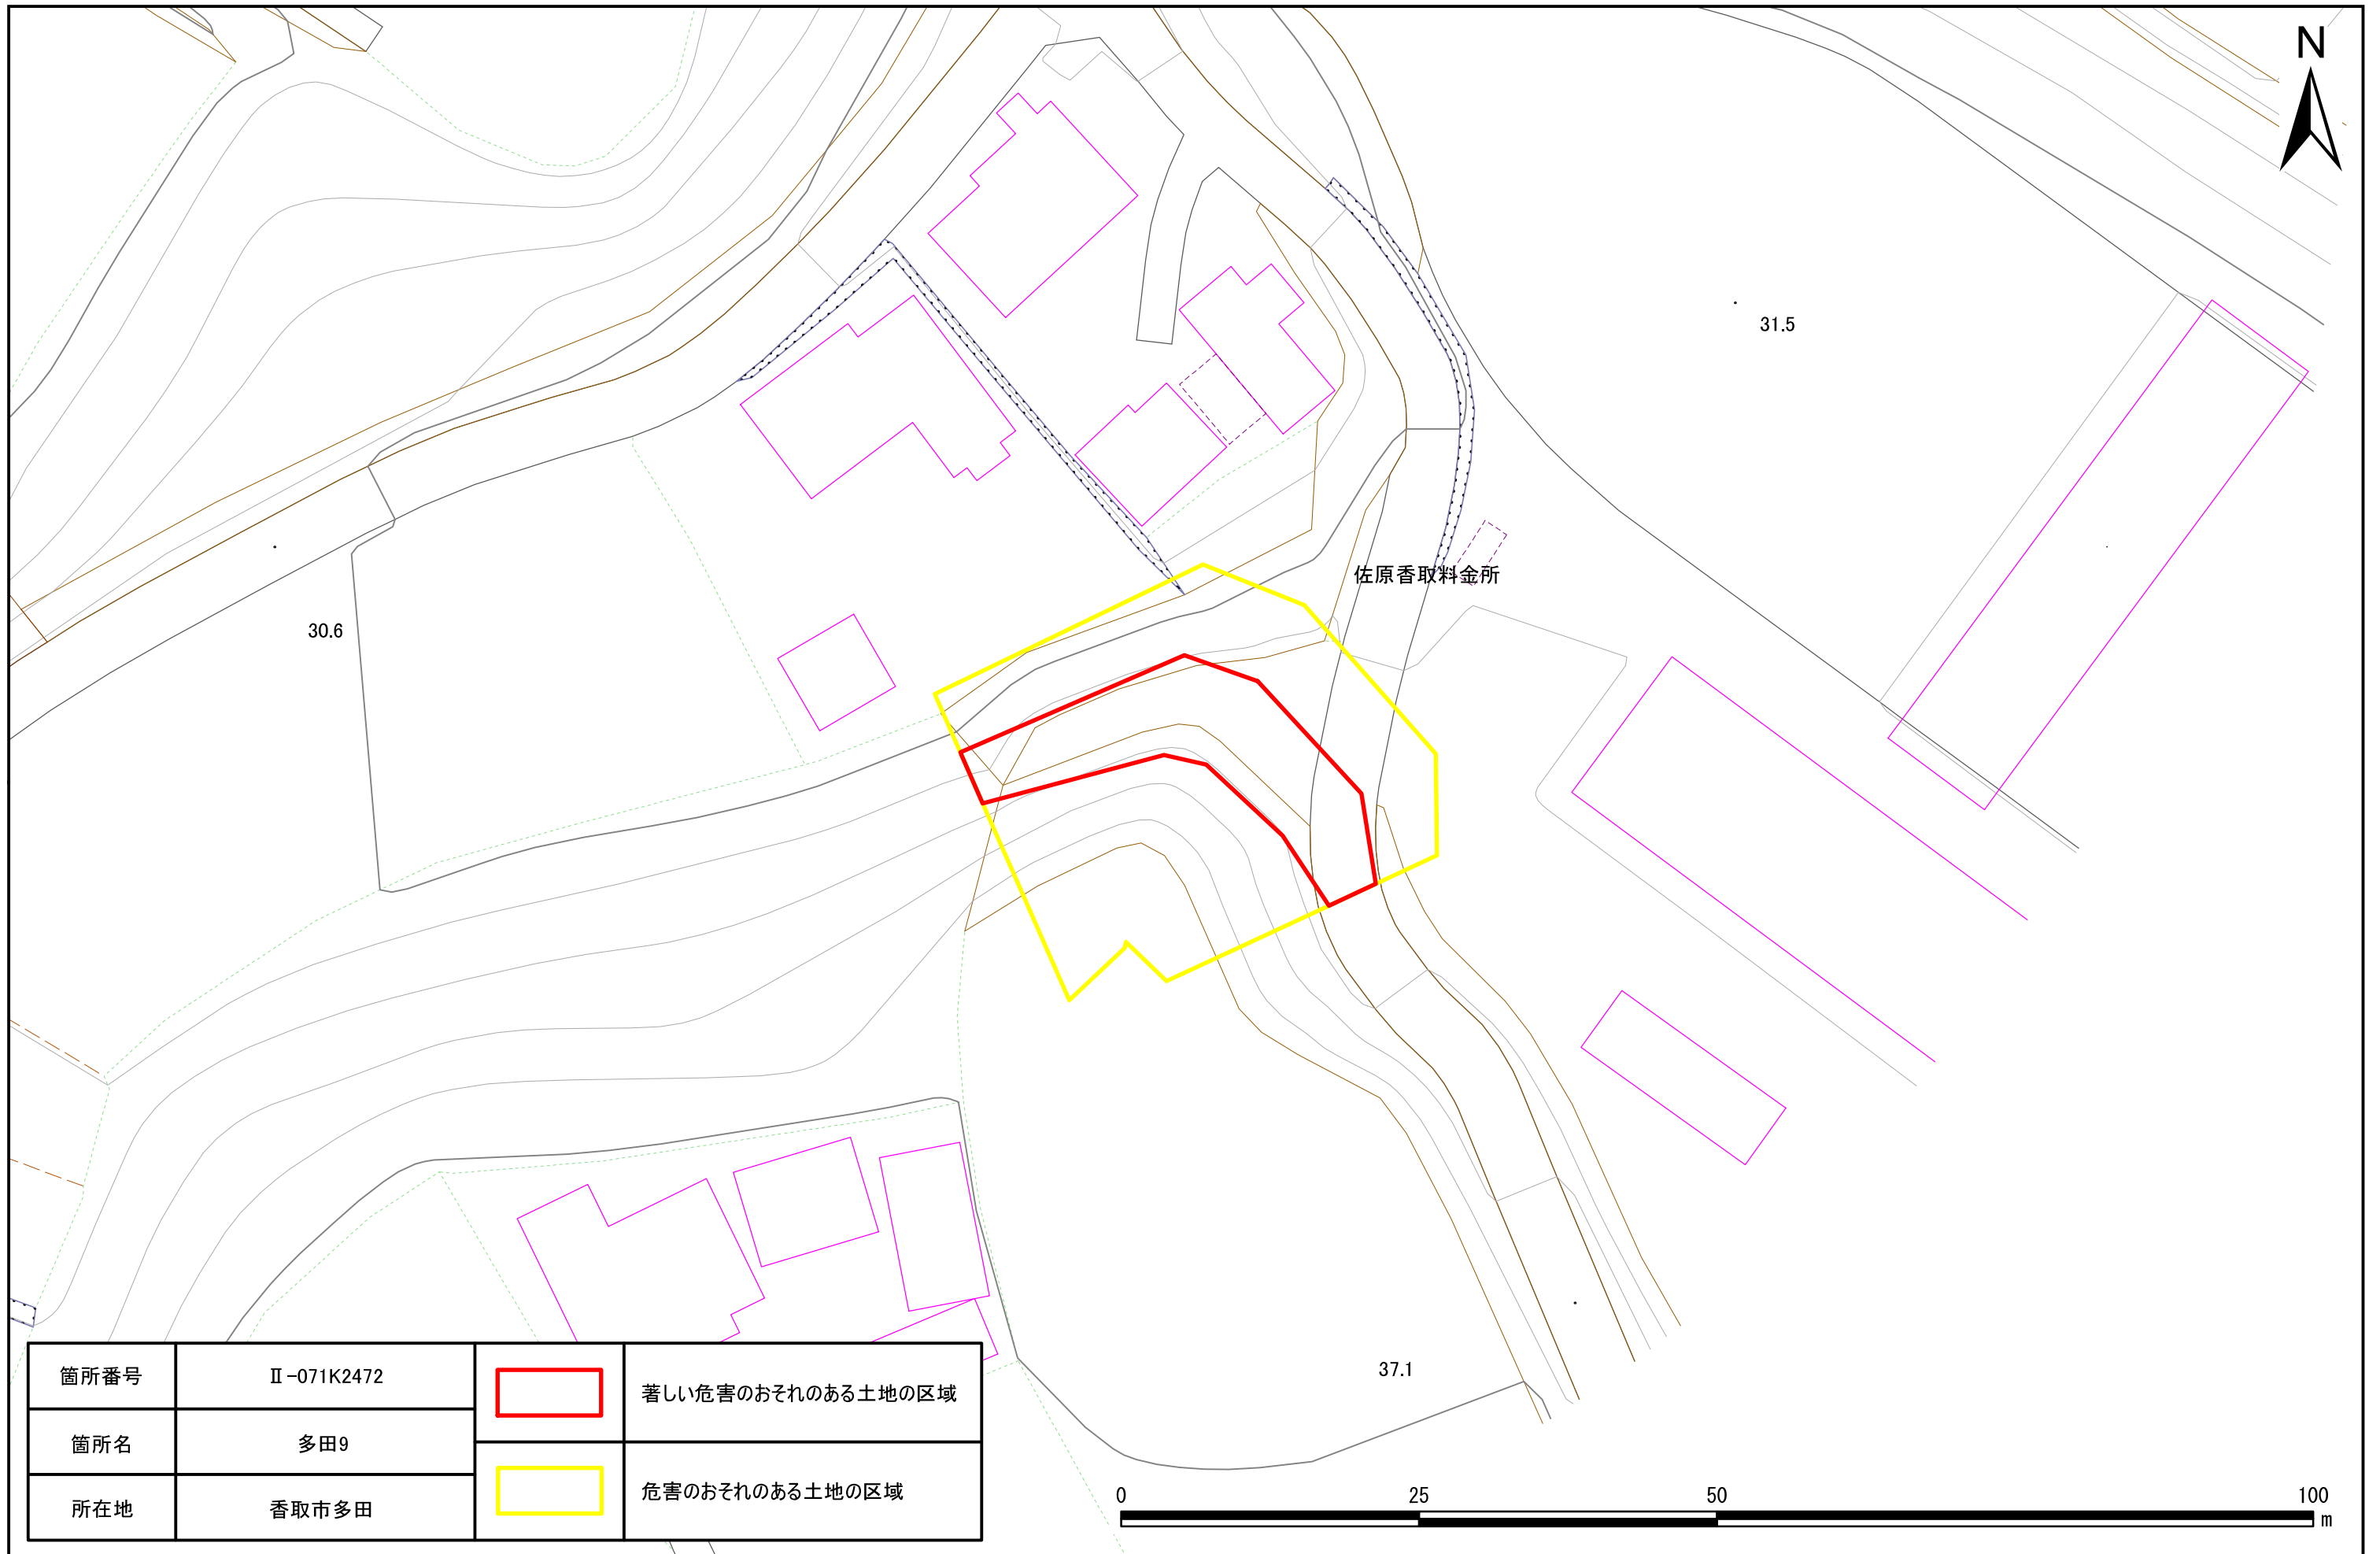 N
31.5
佐原香取料金所
30.6
37.1
箇所番号 Ⅱ-071K2472
箇所名 多田9
所在地 香取市多田
著しい危害のおそれのある土地の区域
危害のおそれのある土地の区域
0 25 50 100
m